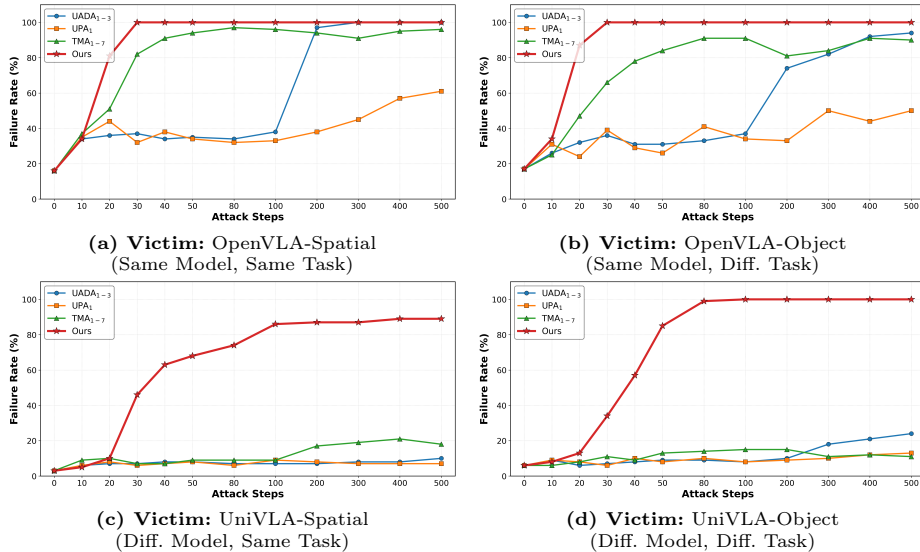 100
80
60
40
20
0
Failure Rate (%)
UADA₁₋₃
UPA₁
TMA₁₋₇
Ours
0 10 20 30 40 50 80 100 200 300 400 500
Attack Steps
(a) Victim: OpenVLA-Spatial
(Same Model, Same Task)
100
80
60
40
20
0
Failure Rate (%)
UADA₁₋₃
UPA₁
TMA₁₋₇
Ours
0 10 20 30 40 50 80 100 200 300 400 500
Attack Steps
(b) Victim: OpenVLA-Object
(Same Model, Diff. Task)
100
80
60
40
20
0
Failure Rate (%)
UADA₁₋₃
UPA₁
TMA₁₋₇
Ours
0 10 20 30 40 50 80 100 200 300 400 500
Attack Steps
(c) Victim: UniVLA-Spatial
(Diff. Model, Same Task)
100
80
60
40
20
0
Failure Rate (%)
UADA₁₋₃
UPA₁
TMA₁₋₇
Ours
0 10 20 30 40 50 80 100 200 300 400 500
Attack Steps
(d) Victim: UniVLA-Object
(Diff. Model, Diff. Task)